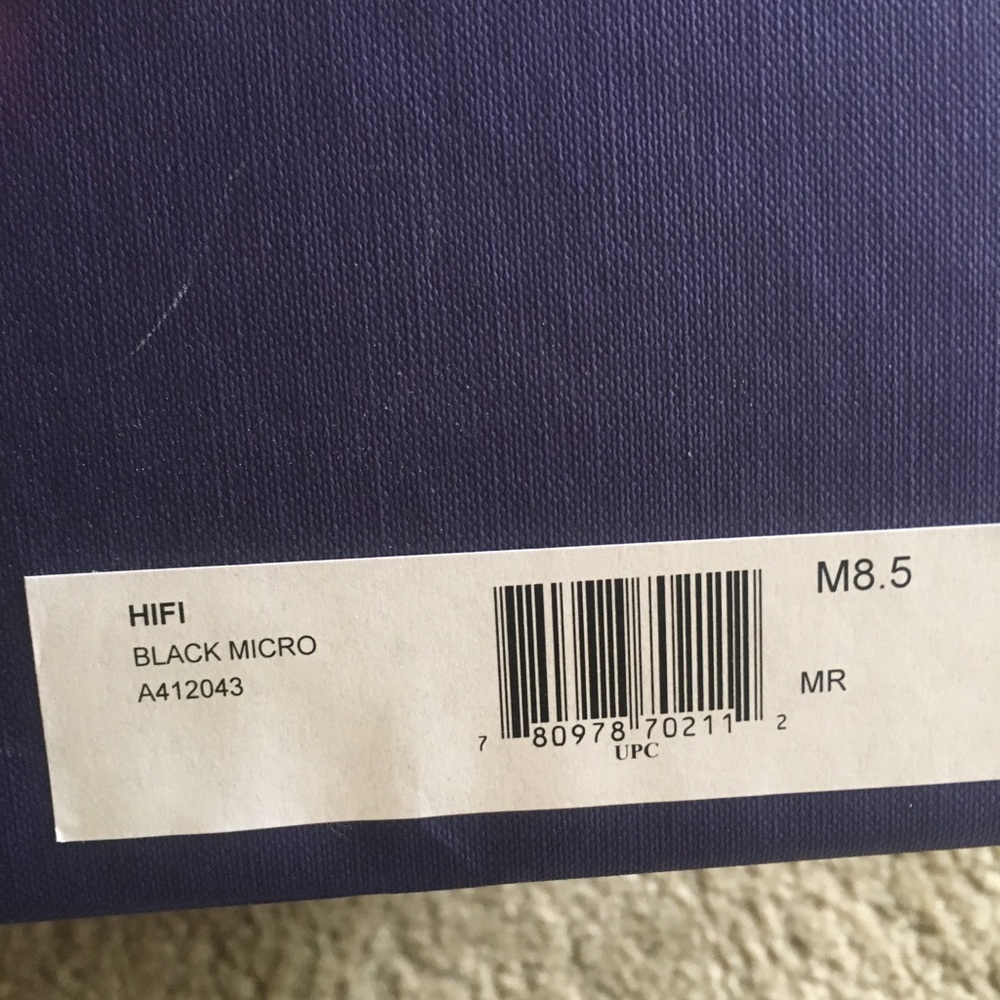 HIFI
BLACK MICRO
A412043
7 80978 70211 2
UPC
M8.5
MR